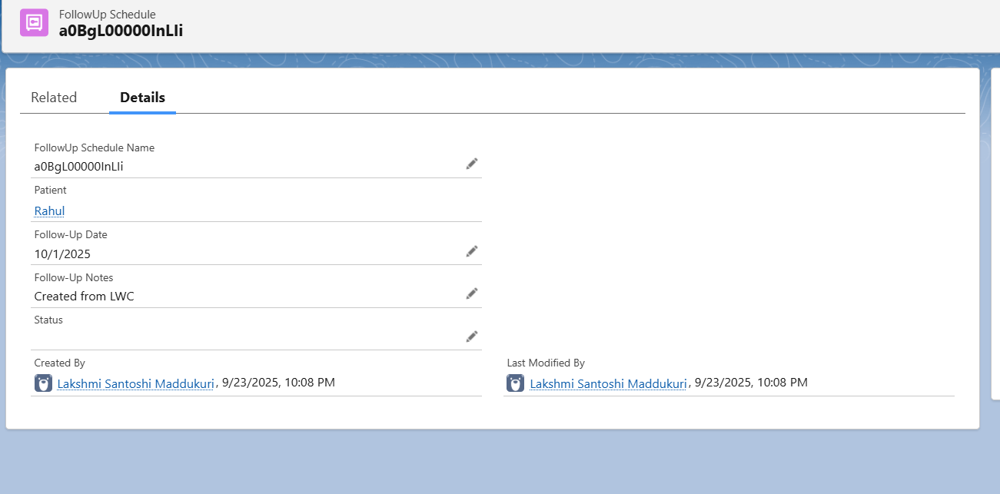 FollowUp Schedule
a0BgL00000InLIi
Related Details
FollowUp Schedule Name
a0BgL00000InLIi
Patient
Rahul
Follow-Up Date
10/1/2025
Follow-Up Notes
Created from LWC
Status
Created By
Lakshmi Santoshi Maddukuri, 9/23/2025, 10:08 PM
Last Modified By
Lakshmi Santoshi Maddukuri, 9/23/2025, 10:08 PM